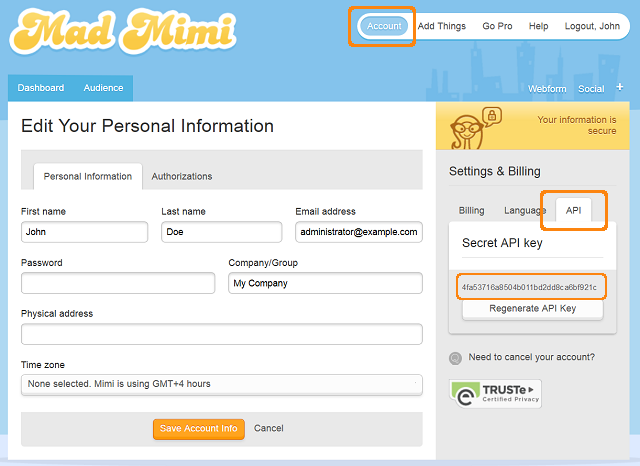 Mad Mimi
Account Add Things Go Pro Help Logout, John
Dashboard Audience
Webform Social +
Edit Your Personal Information
Your information is
secure
Personal Information Authorizations
Settings & Billing
Billing Language API
First name Last name Email address
John Doe administrator@example.com
Secret API key
Password Company/Group
My Company
4fa53716a8504b011bd2dd8ca6bf921c
Regenerate API Key
Physical address
Need to cancel your account?
Time zone
None selected. Mimi is using GMT+4 hours
TRUSTe
Certified Privacy
Save Account Info Cancel